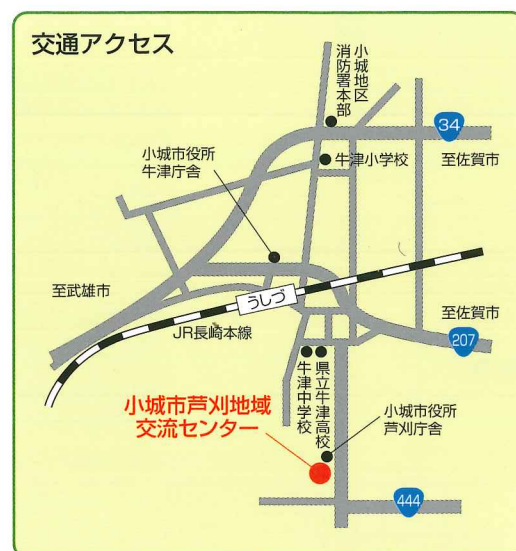 交通アクセス
小城地区
消防署本部
34
至佐賀市
牛津小学校
小城市役所
牛津庁舎
至武雄市
うしづ
JR長崎本線
至佐賀市
207
県立牛津高校
牛津中学校
小城市芦刈地域
交流センター
小城市役所
芦刈庁舎
444